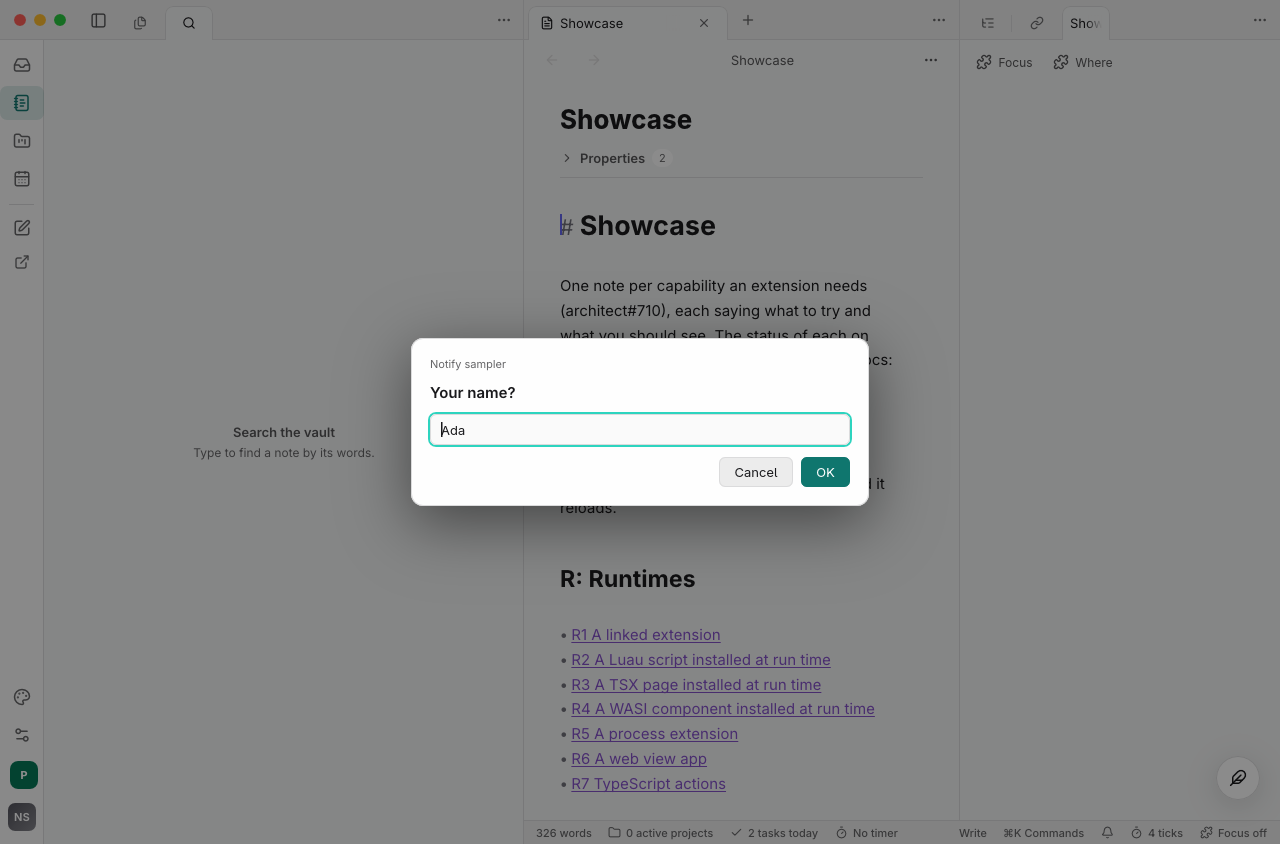 Showcase
Show
Showcase
Focus
Where
Showcase
Properties 2
# Showcase
One note per capability an extension needs
(architect#710), each saying what to try and
what you should see. The status of each on
ocs:
Notify sampler
Your name?
Ada
Cancel
OK
Search the vault
Type to find a note by its words.
it
reloads.
R: Runtimes
• R1 A linked extension
• R2 A Luau script installed at run time
• R3 A TSX page installed at run time
• R4 A WASI component installed at run time
• R5 A process extension
• R6 A web view app
• R7 TypeScript actions
P
NS
326 words
0 active projects
2 tasks today
No timer
Write
⌘K Commands
4 ticks
Focus off